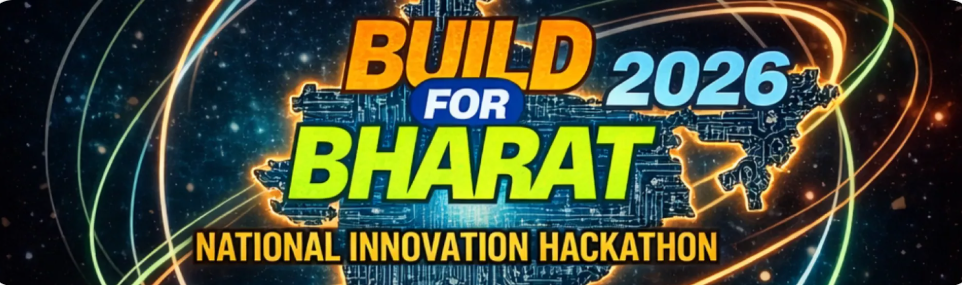 BUILD
FOR
BHARAT
2026
NATIONAL INNOVATION HACKATHON